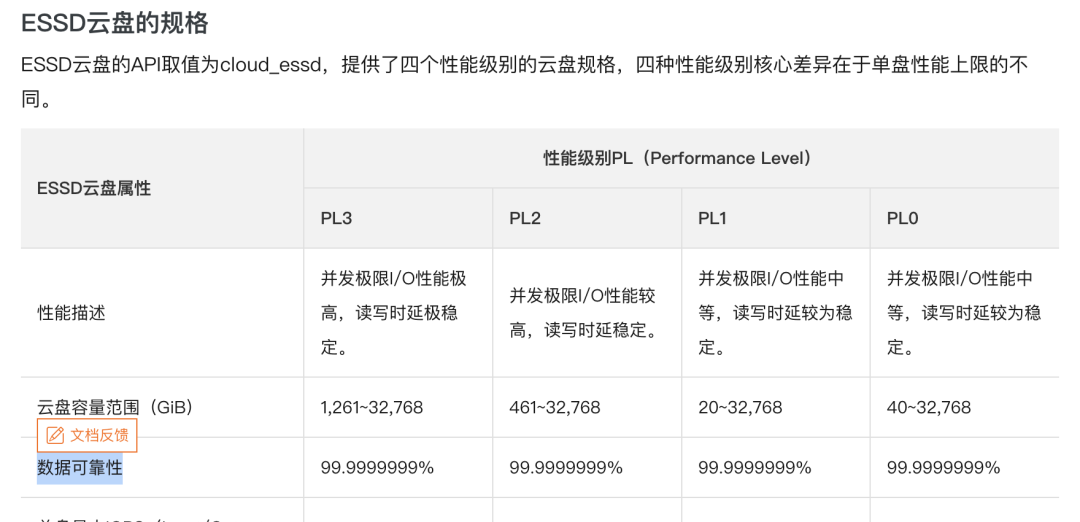 ESSD云盘的规格
ESSD云盘的API取值为cloud_essd，提供了四个性能级别的云盘规格，四种性能级别核心差异在于单盘性能上限的不
同。
ESSD云盘属性
性能级别PL（Performance Level）
PL3
PL2
PL1
PL0
性能描述
并发极限I/O性能极
高，读写时延极稳
定。
并发极限I/O性能较
高，读写时延稳定。
并发极限I/O性能中
等，读写时延较为稳
定。
并发极限I/O性能中
等，读写时延较为稳
定。
云盘容量范围（GiB）
1,261~32,768
461~32,768
20~32,768
40~32,768
文档反馈
数据可靠性
99.9999999%
99.9999999%
99.9999999%
99.9999999%